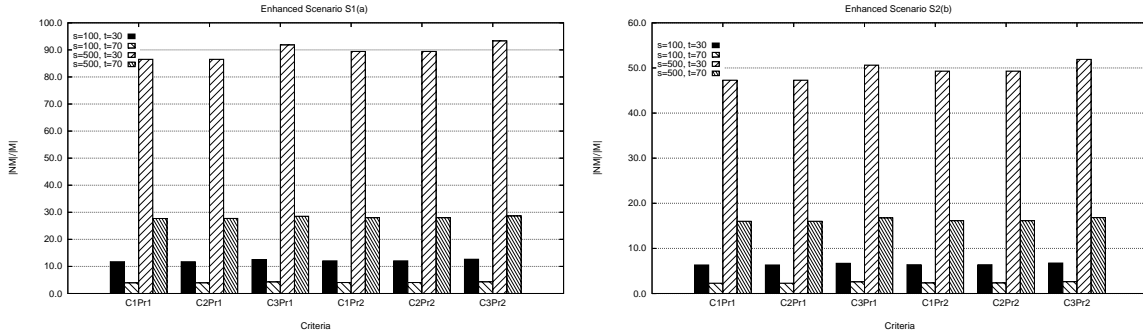 Enhanced Scenario S1(a)
100.0
90.0
80.0
70.0
60.0
50.0
40.0
30.0
20.0
10.0
0.0
|NM|/|M|
s=100, t=30
s=100, t=70
s=500, t=30
s=500, t=70
C1Pr1 C2Pr1 C3Pr1 C1Pr2 C2Pr2 C3Pr2
Criteria
Enhanced Scenario S2(b)
60.0
50.0
40.0
30.0
20.0
10.0
0.0
|NM|/|M|
s=100, t=30
s=100, t=70
s=500, t=30
s=500, t=70
C1Pr1 C2Pr1 C3Pr1 C1Pr2 C2Pr2 C3Pr2
Criteria